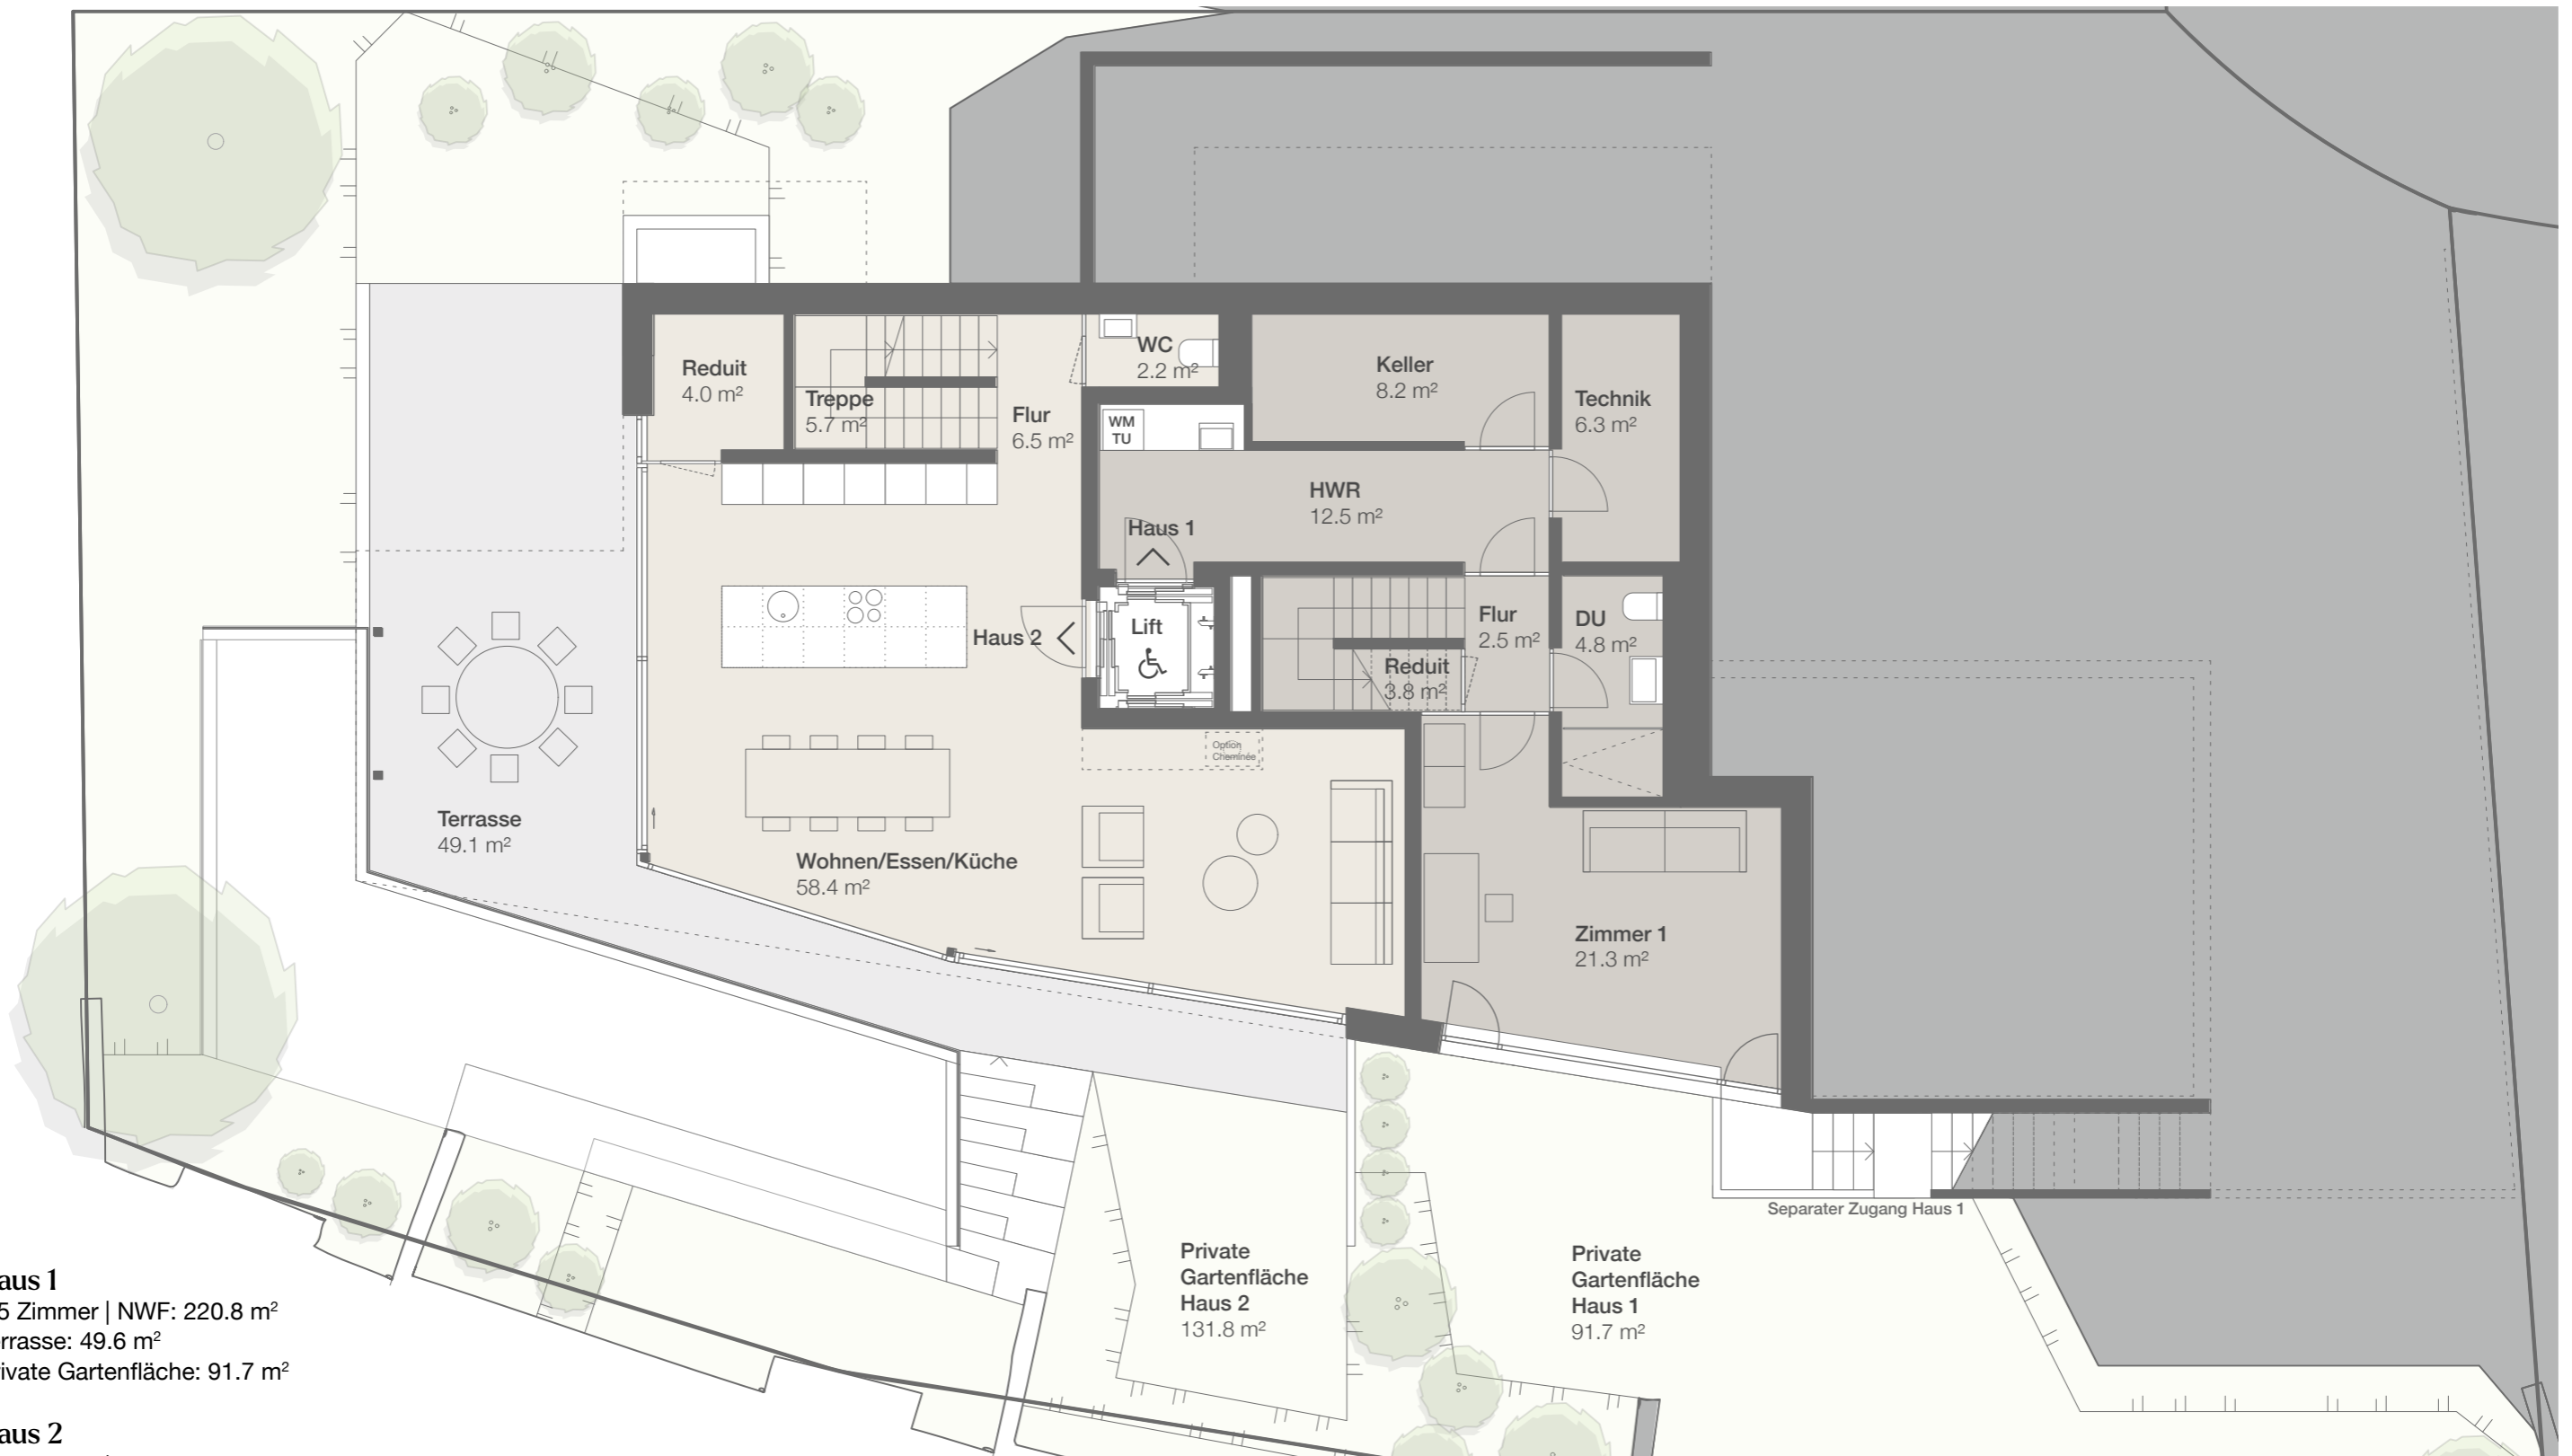 Reduit
4.0 m²
Treppe
5.7 m²
Flur
6.5 m²
WC
2.2 m²
Keller
8.2 m²
Technik
6.3 m²
WM
TU
HWR
12.5 m²
Haus 1
Haus 2
Lift
Flur
2.5 m²
DU
4.8 m²
Reduit
3.8 m²
Option
Cheminée
Terrasse
49.1 m²
Wohnen/Essen/Küche
58.4 m²
Zimmer 1
21.3 m²
Separater Zugang Haus 1
Private
Gartenfläche
Haus 2
131.8 m²
Private
Gartenfläche
Haus 1
91.7 m²
aus 1
5 Zimmer | NWF: 220.8 m²
rrasse: 49.6 m²
ivate Gartenfläche: 91.7 m²
aus 2